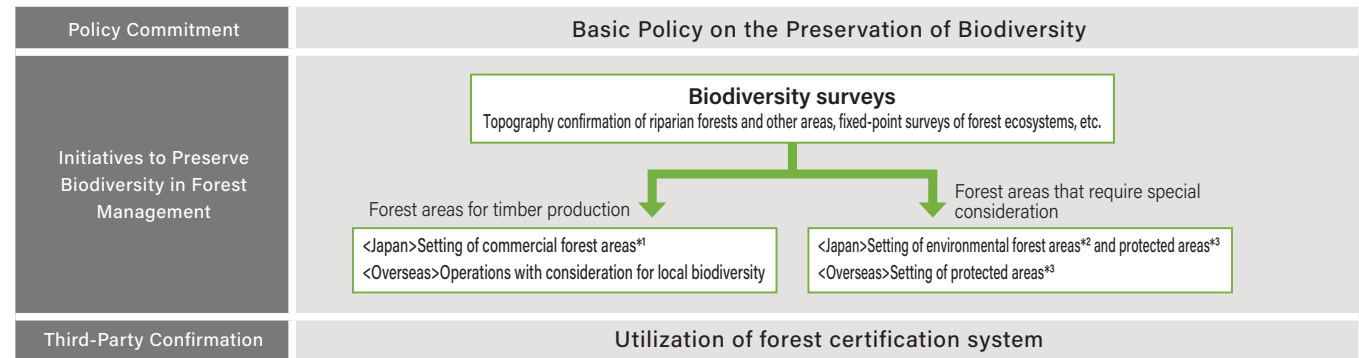 Policy Commitment
Basic Policy on the Preservation of Biodiversity
Initiatives to Preserve
Biodiversity in Forest
Management
Biodiversity surveys
Topography confirmation of riparian forests and other areas, fixed-point surveys of forest ecosystems, etc.
Forest areas for timber production
<Japan>Setting of commercial forest areas*1
<Overseas>Operations with consideration for local biodiversity
Forest areas that require special
consideration
<Japan>Setting of environmental forest areas*2 and protected areas*3
<Overseas>Setting of protected areas*3
Third-Party Confirmation
Utilization of forest certification system